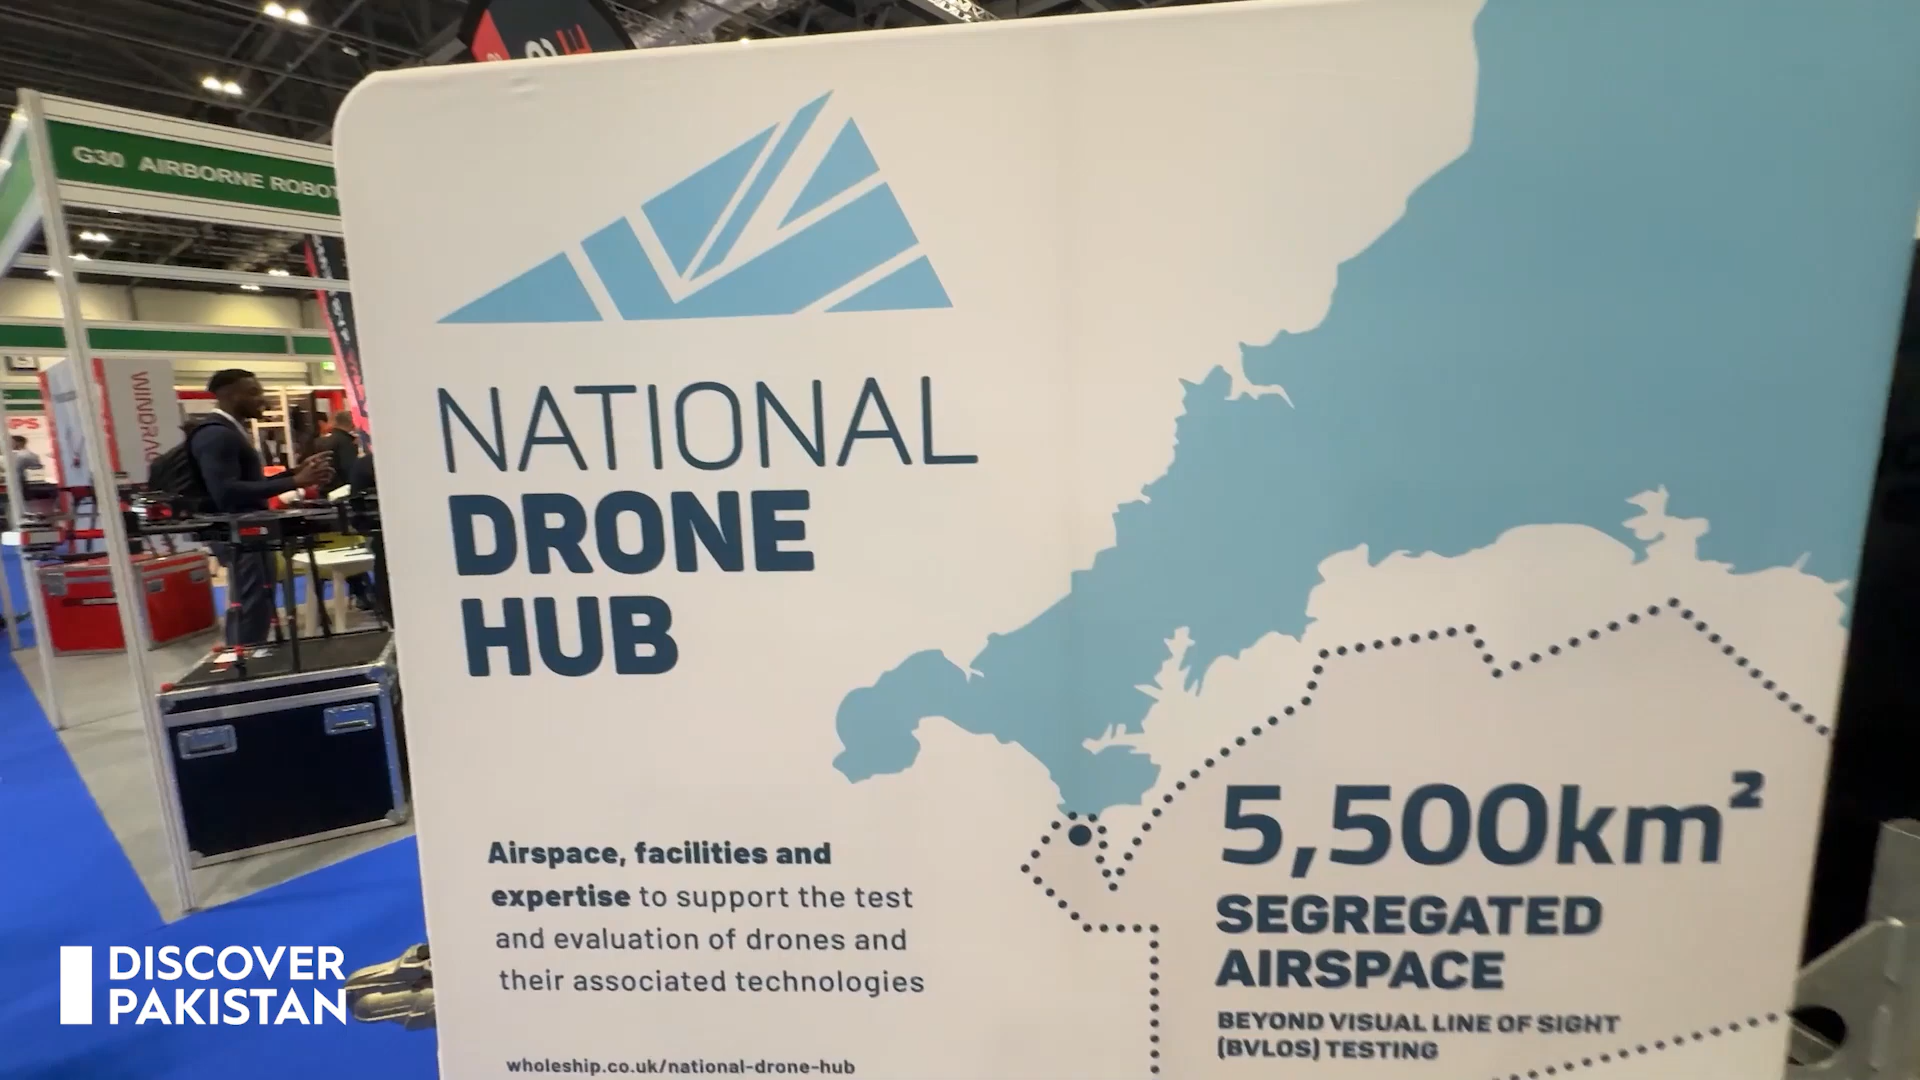 G30 AIRBORNE ROBOT
WINDRAC
NATIONAL
DRONE
HUB
Airspace, facilities and
expertise to support the test
and evaluation of drones and
their associated technologies
wholeship.co.uk/national-drone-hub
5,500km²
SEGREGATED
AIRSPACE
BEYOND VISUAL LINE OF SIGHT
(BVLOS) TESTING
DISCOVER
PAKISTAN